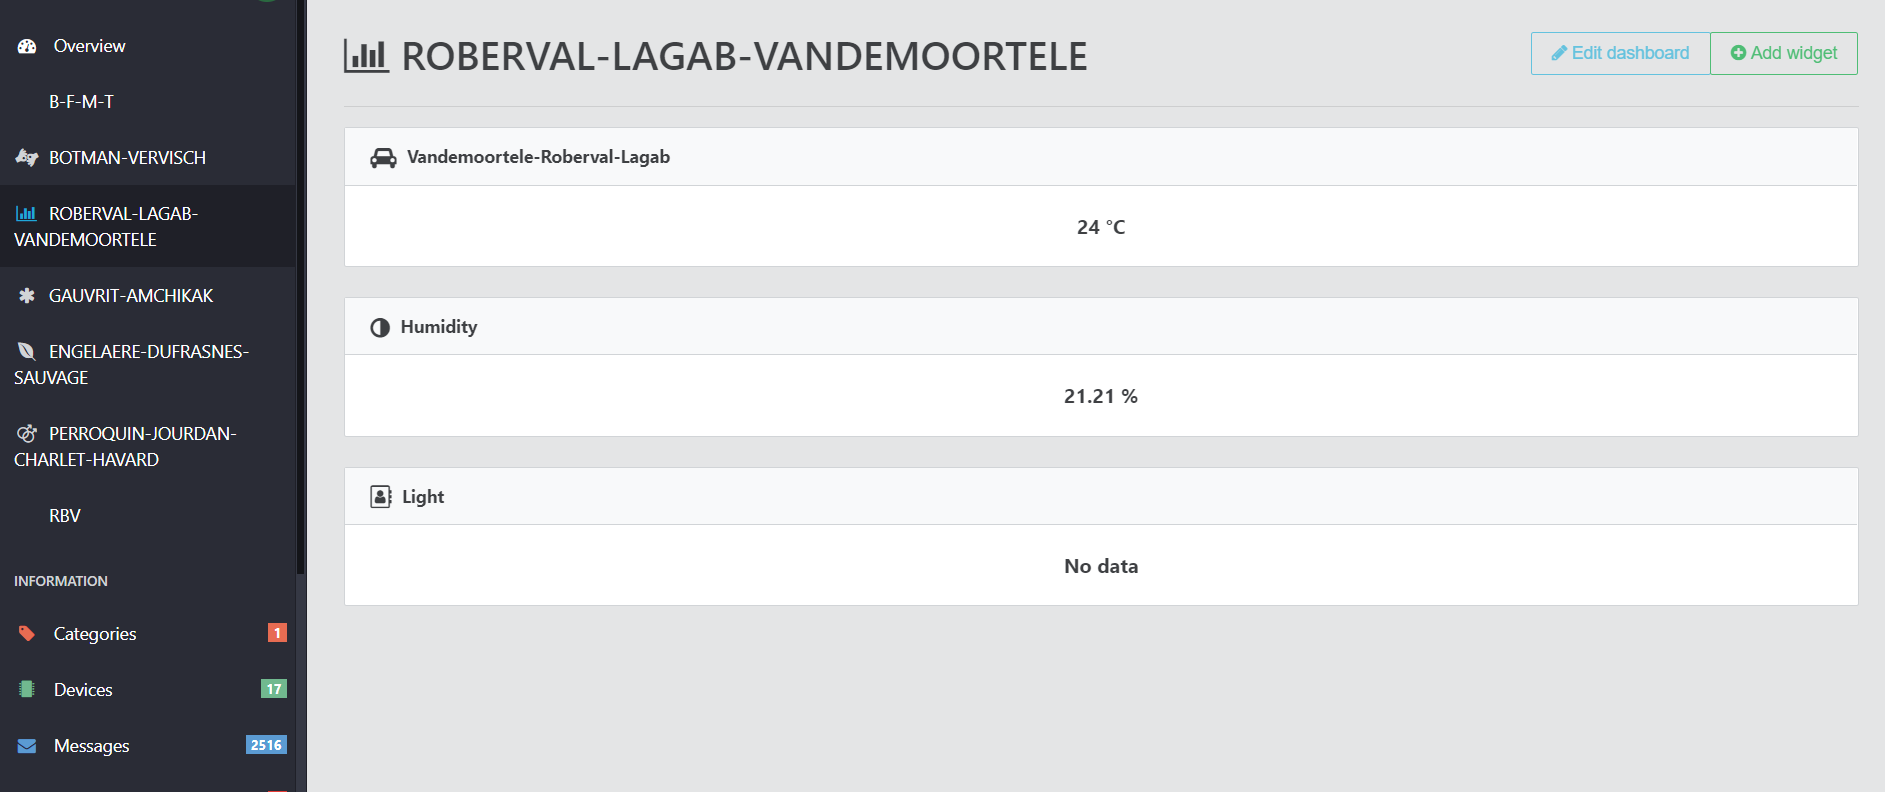 Overview
B-F-M-T
BOTMAN-VERVISCH
ROBERVAL-LAGAB-
VANDEMOORTELE
GAUVRIT-AMCHIKAK
ENGELAERE-DUFRASNES-
SAUVAGE
PERROQUIN-JOURDAN-
CHARLET-HAVARD
RBV
INFORMATION
Categories 1
Devices 17
Messages 2516
ROBERVAL-LAGAB-VANDEMOORTELE
Edit dashboard
Add widget
Vandemoortele-Roberval-Lagab
24 °C
Humidity
21.21 %
Light
No data